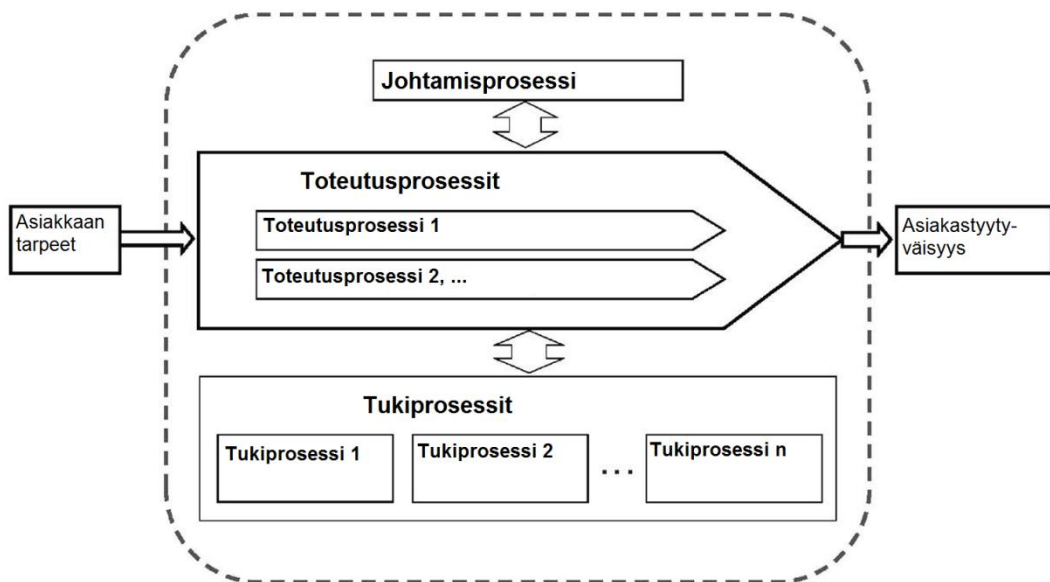 Johtamisprosessi
Toteutusprosessit
Asiakkaan
tarpeet
Toteutusprosessi 1
Toteutusprosessi 2, ...
Asiakastyyty-
väisyys
Tukiprosessit
Tukiprosessi 1
Tukiprosessi 2
...
Tukiprosessi n